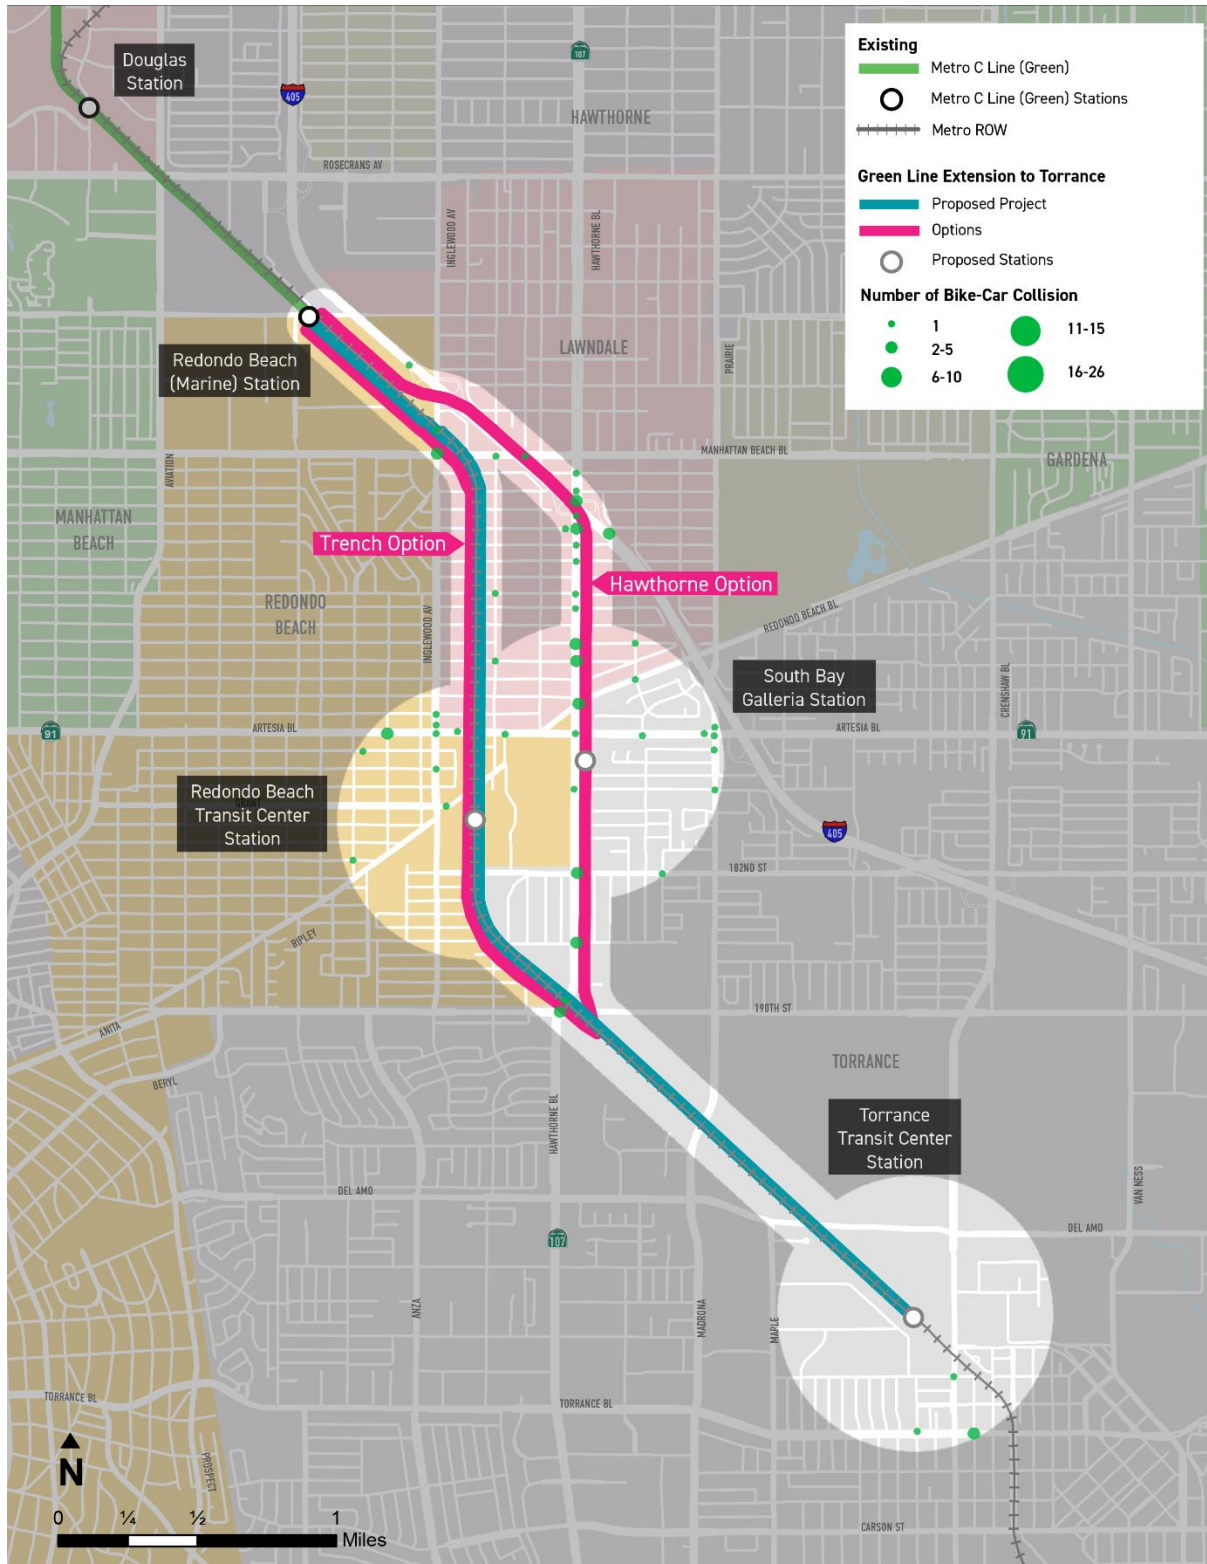 Douglas
Station
405
107
HAWTHORNE
ROSECRANS AV
INGLEWOOD AV
HAWTHORNE BL
Existing
Metro C Line (Green)
Metro C Line (Green) Stations
Metro ROW
Green Line Extension to Torrance
Proposed Project
Options
Proposed Stations
Number of Bike-Car Collision
1
2-5
6-10
11-15
16-26
Redondo Beach
(Marine) Station
LAWNDALE
PRAIRIE
MANHATTAN BEACH BL
GARDENA
AVIATION
MANHATTAN
BEACH
Trench Option
Hawthorne Option
REDONDO
BEACH
INGLEWOOD AV
REDONDO BEACH BL
South Bay
Galleria Station
CRENSHAW BL
91
ARTESIA BL
ARTESIA BL
91
Redondo Beach
Transit Center
Station
GRANT
405
182ND ST
RIPLEY
190TH ST
ANITA
BERYL
TORRANCE
HAWTHORNE BL
Torrance
Transit Center
Station
DEL AMO
VAN NESS
DEL AMO
107
ANZA
MADRONA
MAPLE
TORRANCE BL
TORRANCE BL
PROSPECT
N
0
¼
½
1
Miles
CARSON ST